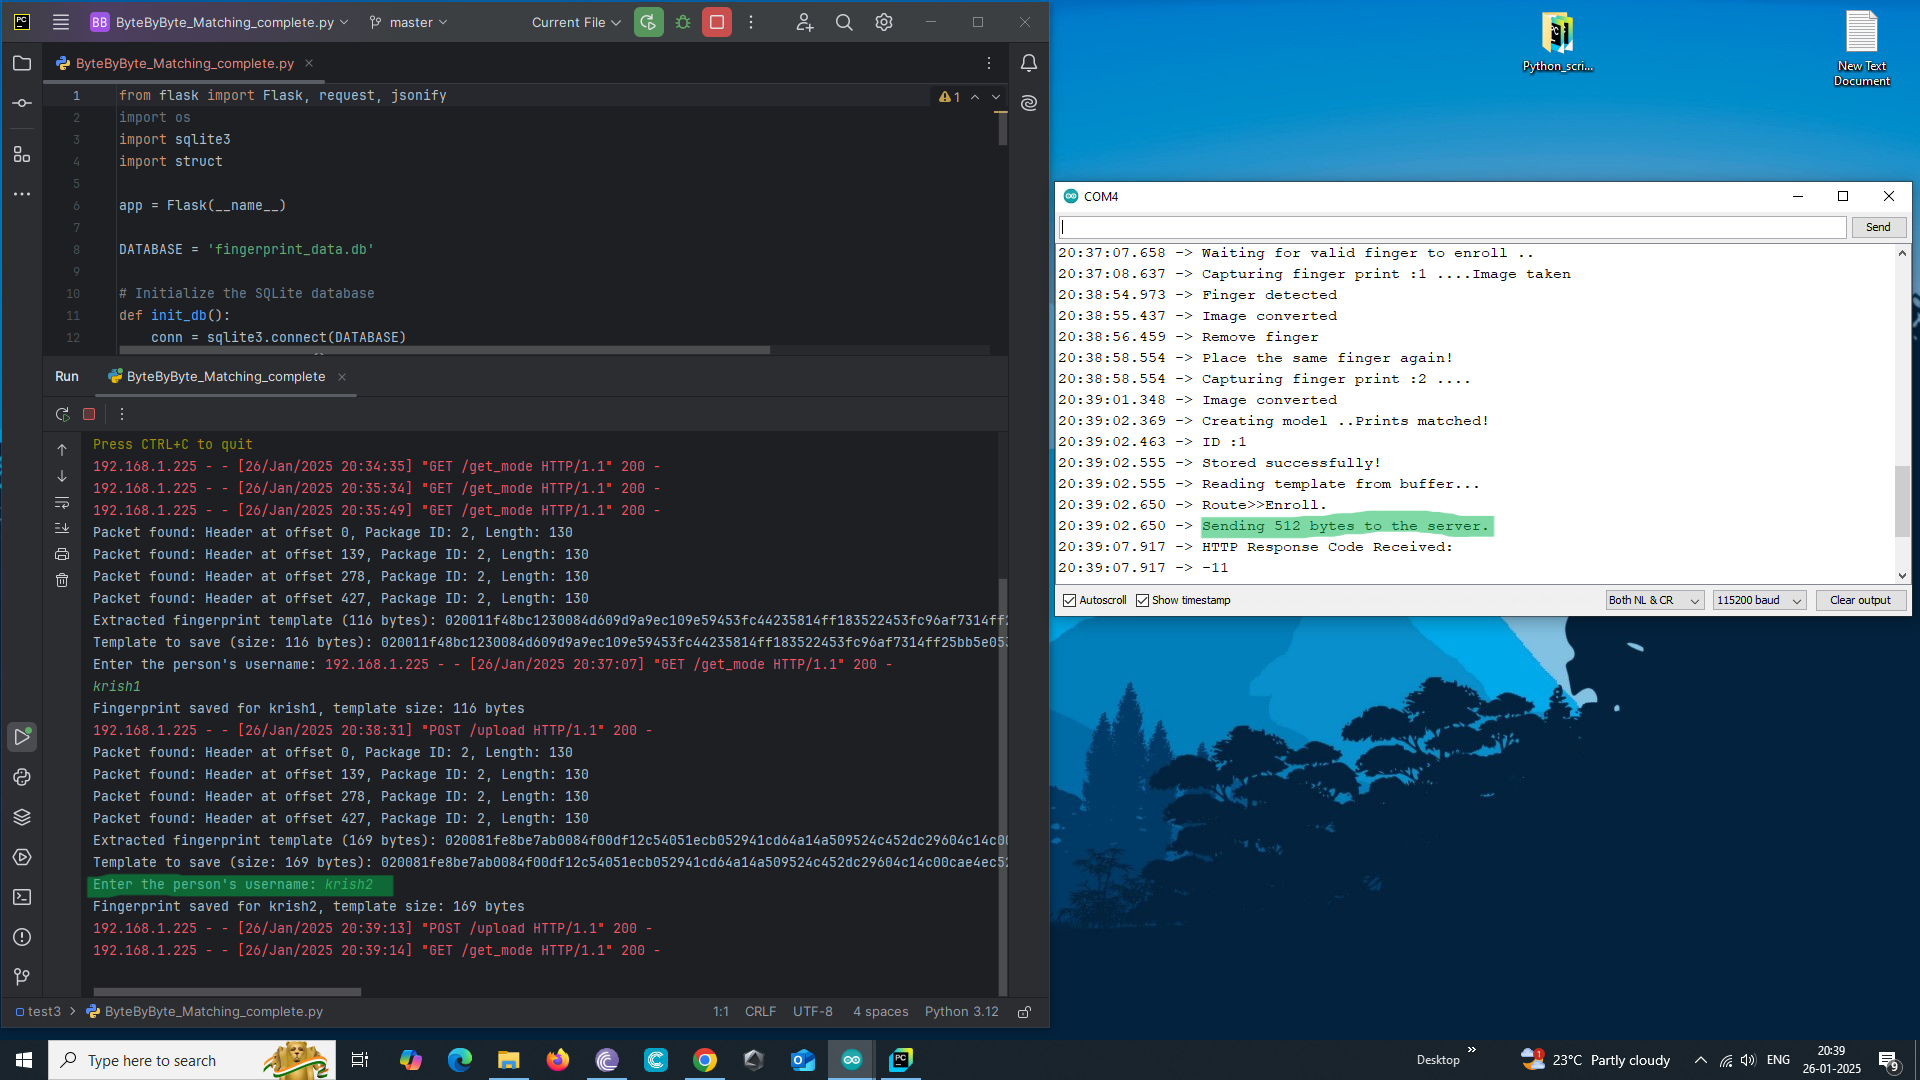 BB ByteByByte_Matching_complete.py
master
Current File
ByteByByte_Matching_complete.py
1 from flask import Flask, request, jsonify
1
2 import os
3 import sqlite3
4 import struct
5
6 app = Flask(__name__)
7
8 DATABASE = 'fingerprint_data.db'
9
10 # Initialize the SQLite database
11 def init_db():
12 conn = sqlite3.connect(DATABASE)
Run ByteByByte_Matching_complete
Press CTRL+C to quit
192.168.1.225 - - [26/Jan/2025 20:34:35] "GET /get_mode HTTP/1.1" 200 -
192.168.1.225 - - [26/Jan/2025 20:35:34] "GET /get_mode HTTP/1.1" 200 -
192.168.1.225 - - [26/Jan/2025 20:35:49] "GET /get_mode HTTP/1.1" 200 -
Packet found: Header at offset 0, Package ID: 2, Length: 130
Packet found: Header at offset 139, Package ID: 2, Length: 130
Packet found: Header at offset 278, Package ID: 2, Length: 130
Packet found: Header at offset 427, Package ID: 2, Length: 130
Extracted fingerprint template (116 bytes): 020011f48bc1230084d609d9a9ec109e59453fc44235814ff183522453fc96af7314ff2
Template to save (size: 116 bytes): 020011f48bc1230084d609d9a9ec109e59453fc44235814ff183522453fc96af7314ff25bb5e053
Enter the person's username: 192.168.1.225 - - [26/Jan/2025 20:37:07] "GET /get_mode HTTP/1.1" 200 -
krish1
Fingerprint saved for krish1, template size: 116 bytes
192.168.1.225 - - [26/Jan/2025 20:38:31] "POST /upload HTTP/1.1" 200 -
Packet found: Header at offset 0, Package ID: 2, Length: 130
Packet found: Header at offset 139, Package ID: 2, Length: 130
Packet found: Header at offset 278, Package ID: 2, Length: 130
Packet found: Header at offset 427, Package ID: 2, Length: 130
Extracted fingerprint template (169 bytes): 020081fe8be7ab0084f00df12c54051ecb052941cd64a14a509524c452dc29604c14c00
Template to save (size: 169 bytes): 020081fe8be7ab0084f00df12c54051ecb052941cd64a14a509524c452dc29604c14c00cae4ec52
Enter the person's username: krish2
Fingerprint saved for krish2, template size: 169 bytes
192.168.1.225 - - [26/Jan/2025 20:39:13] "POST /upload HTTP/1.1" 200 -
192.168.1.225 - - [26/Jan/2025 20:39:14] "GET /get_mode HTTP/1.1" 200 -
test3 > ByteByByte_Matching_complete.py
1:1 CRLF UTF-8 4 spaces Python 3.12
Python_scri...
New Text
Document
COM4
Send
20:37:07.658 -> Waiting for valid finger to enroll ..
20:37:08.637 -> Capturing finger print :1 ....Image taken
20:38:54.973 -> Finger detected
20:38:55.437 -> Image converted
20:38:56.459 -> Remove finger
20:38:58.554 -> Place the same finger again!
20:38:58.554 -> Capturing finger print :2 ....
20:39:01.348 -> Image converted
20:39:02.369 -> Creating model ..Prints matched!
20:39:02.463 -> ID :1
20:39:02.555 -> Stored successfully!
20:39:02.555 -> Reading template from buffer...
20:39:02.650 -> Route>>Enroll.
20:39:02.650 -> Sending 512 bytes to the server.
20:39:07.917 -> HTTP Response Code Received:
20:39:07.917 -> -11
Autoscroll Show timestamp
Both NL & CR
115200 baud
Clear output
Type here to search
PC
Desktop
1
23°C Partly cloudy
ENG
20:39
26-01-2025
9